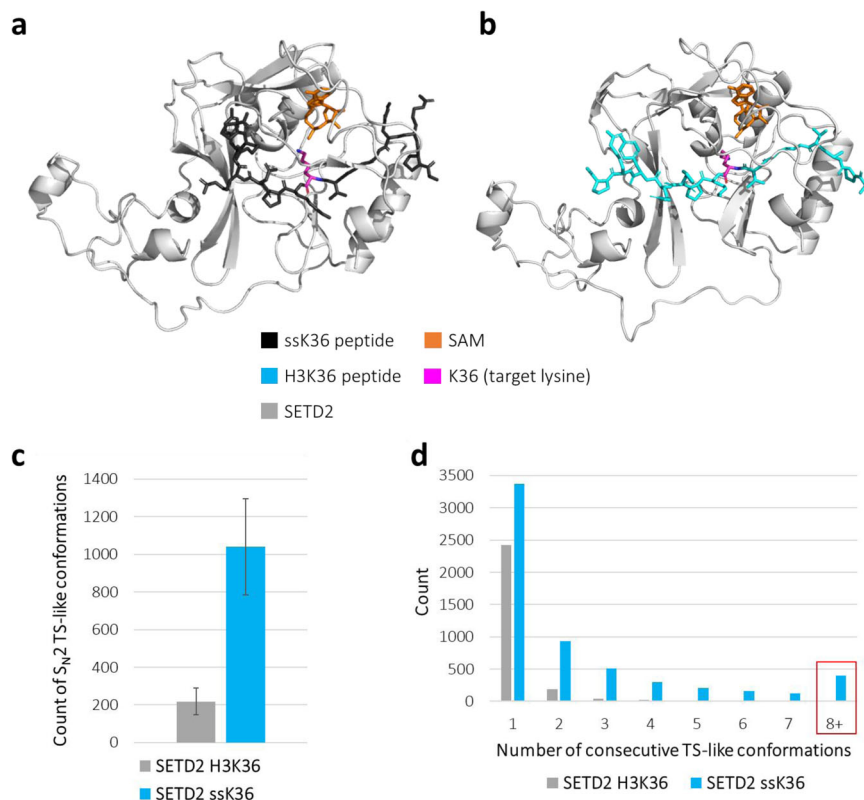 a
b
ssK36 peptide
SAM
H3K36 peptide
K36 (target lysine)
SETD2
c
Count of SN2 TS-like conformations
1400
1200
1000
800
600
400
200
0
SETD2 H3K36
SETD2 ssK36
d
Count
3500
3000
2500
2000
1500
1000
500
0
1 2 3 4 5 6 7 8+
Number of consecutive TS-like conformations
SETD2 H3K36 SETD2 ssK36